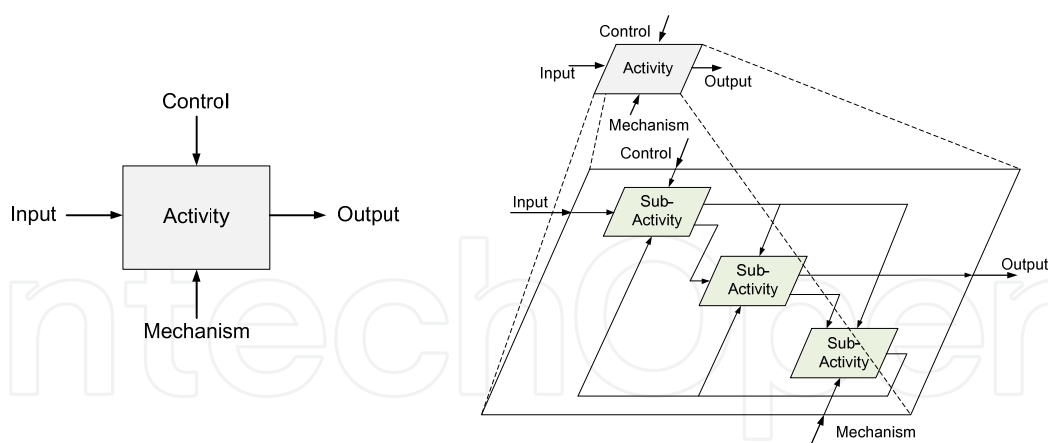 Control
Input
Activity
Output
Mechanism
Control
Input
Activity
Output
Mechanism
Control
Input
Sub-
Activity
Sub-
Activity
Output
Sub-
Activity
Mechanism
ntechOpen